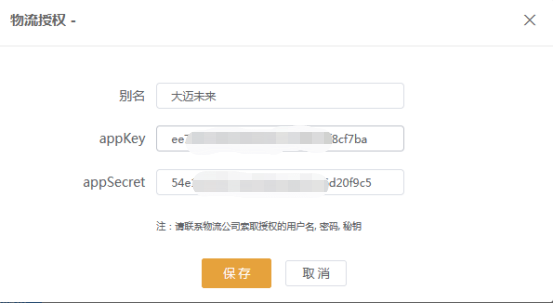 物流授权 -
别名 大迈未来
appKey ee7 8cf7ba
appSecret 54e d20f9c5
注：请联系物流公司索取授权的用户名, 密码, 秘钥
保存 取消